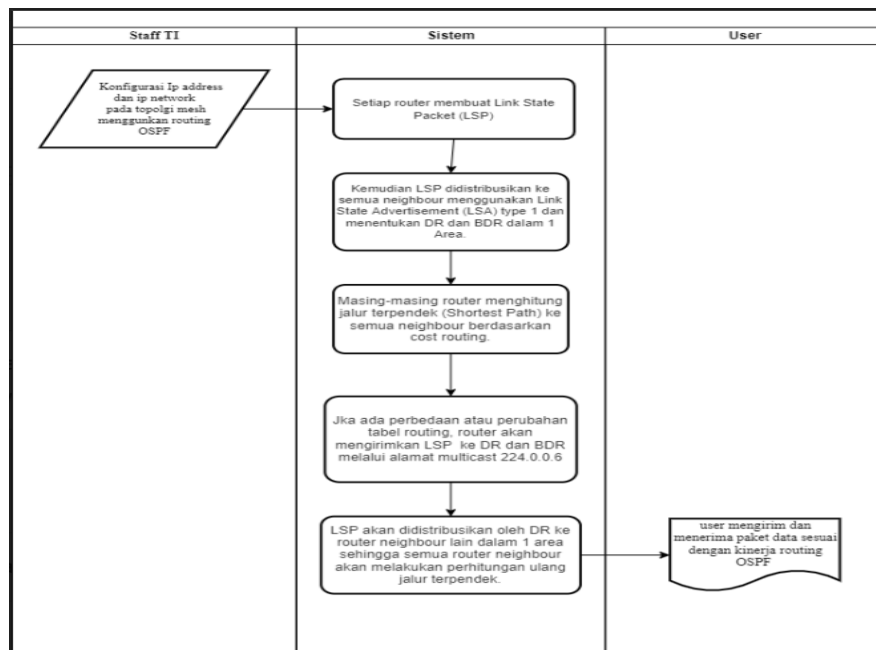 Staff TI
Sistem
User
Konfigurasi Ip address
dan ip network
pada topolgi mesh
menggunkan routing
OSPF
Setiap router membuat Link State
Packet (LSP)
Kemudian LSP didistribusikan ke
semua neighbour menggunakan Link
State Advertisement (LSA) type 1 dan
menentukan DR dan BDR dalam 1
Area.
Masing-masing router menghitung
jalur terpendek (Shortest Path) ke
semua neighbour berdasarkan
cost routing.
Jka ada perbedaan atau perubahan
tabel routing, router akan
mengirimkan LSP ke DR dan BDR
melalui alamat multicast 224.0.0.6
LSP akan didistribusikan oleh DR ke
router neighbour lain dalam 1 area
sehingga semua router neighbour
akan melakukan perhitungan ulang
jalur terpendek.
user mengirim dan
menerima paket data sesuai
dengan kinerja routing
OSPF